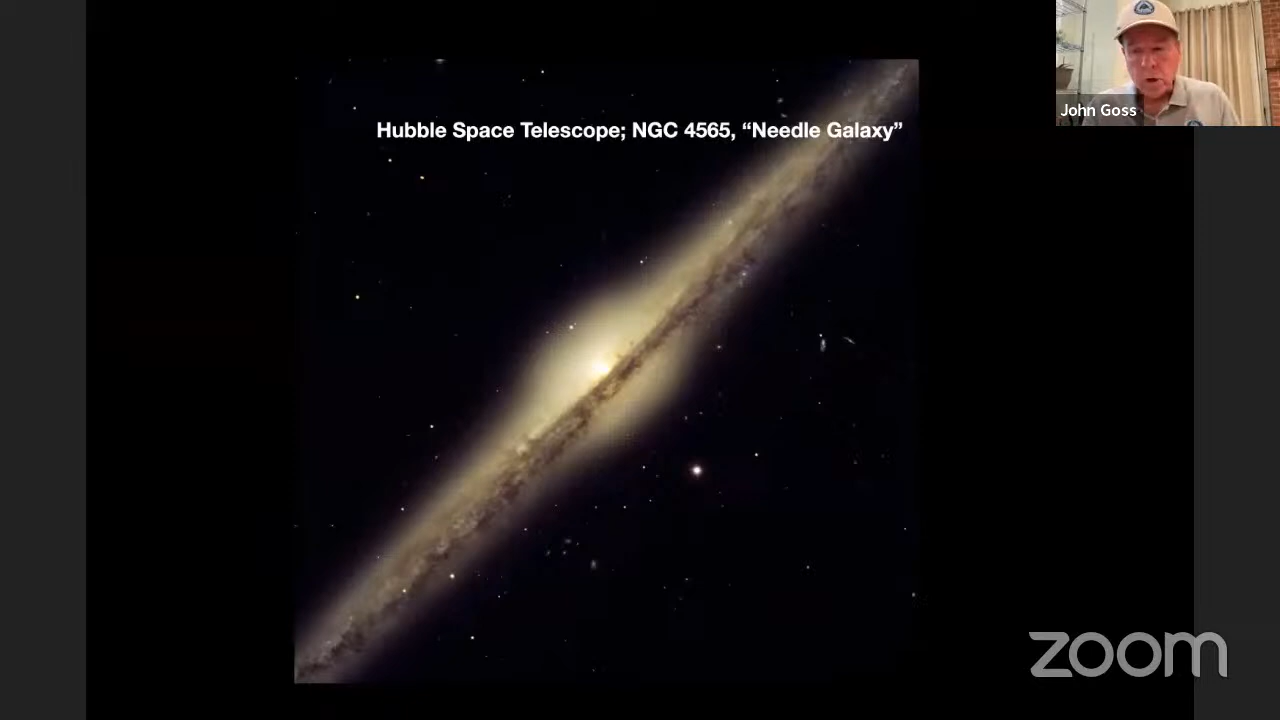 Hubble Space Telescope; NGC 4565, “Needle Galaxy”
John Goss
zoom